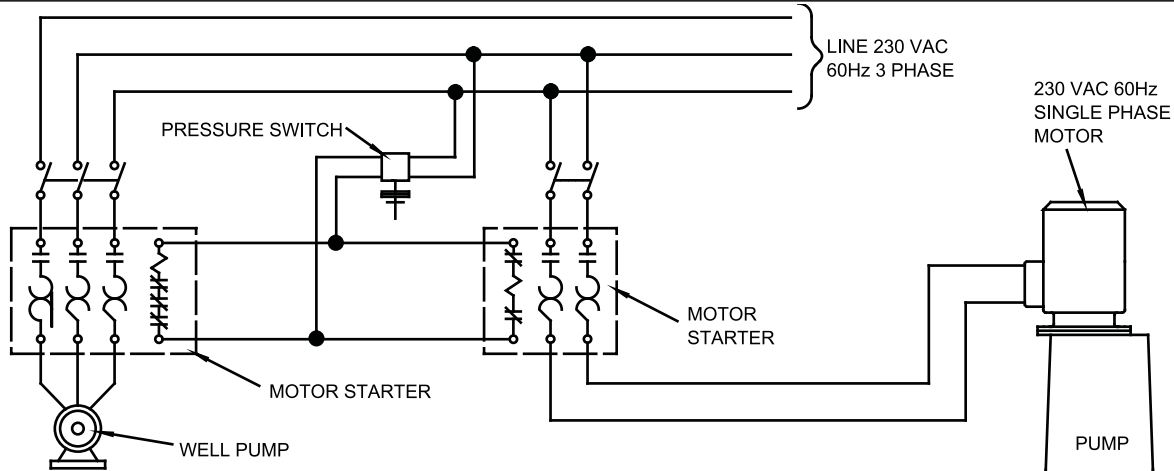 LINE 230 VAC
60Hz 3 PHASE
230 VAC 60Hz
SINGLE PHASE
MOTOR
PRESSURE SWITCH
MOTOR
STARTER
MOTOR STARTER
WELL PUMP
PUMP